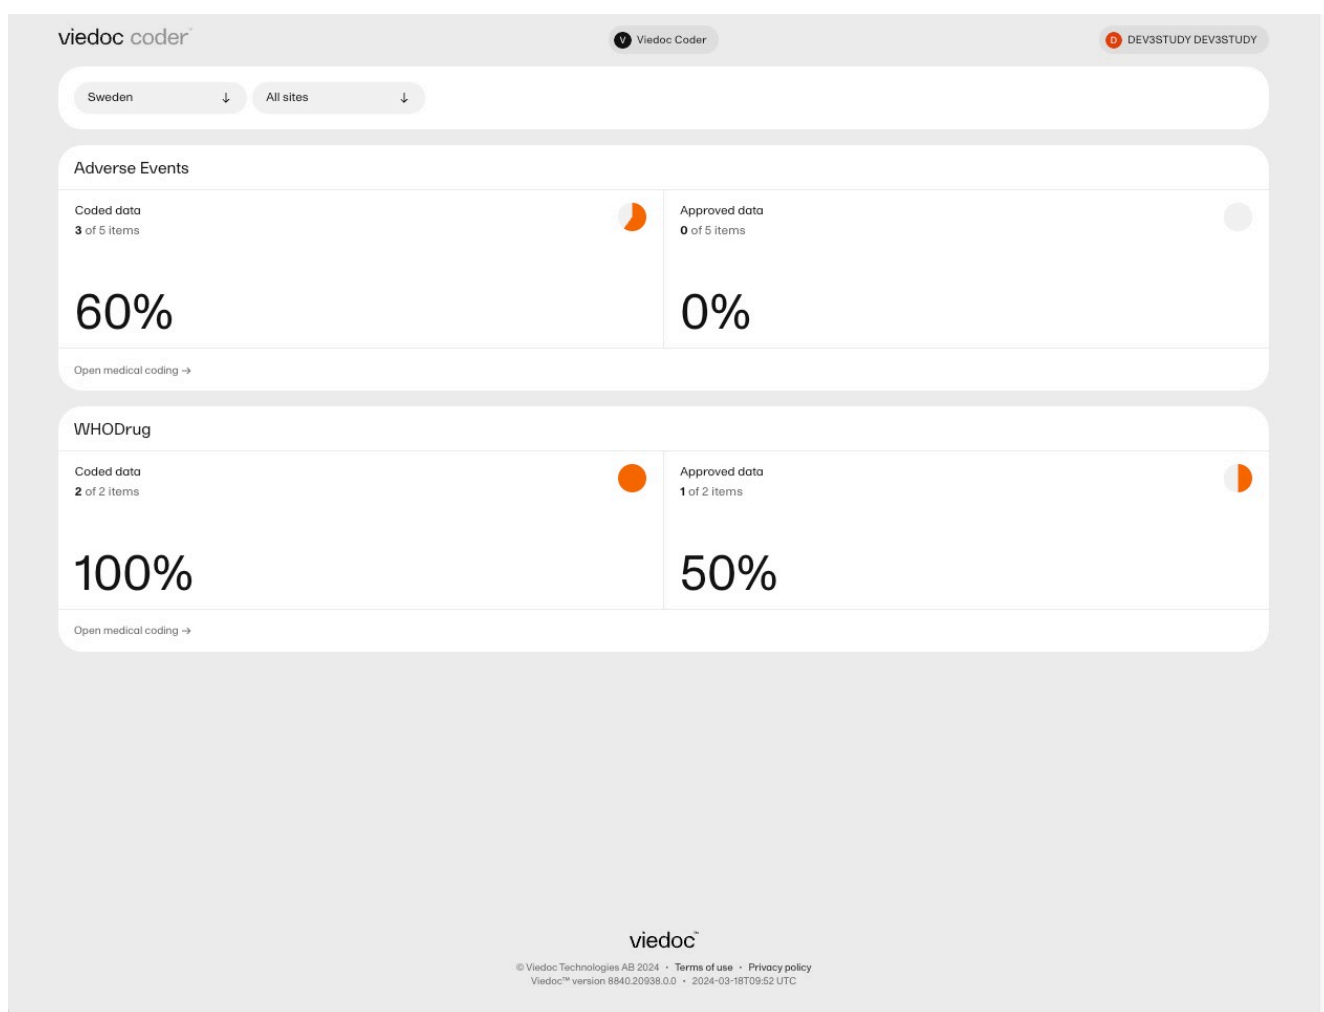 viedoc coder™
V Viedoc Coder
D DEV3STUDY DEV3STUDY
Sweden ↓ All sites ↓
Adverse Events
Coded data
3 of 5 items
60%
Approved data
0 of 5 items
0%
Open medical coding →
WHODrug
Coded data
2 of 2 items
100%
Approved data
1 of 2 items
50%
Open medical coding →
viedoc™
© Viedoc Technologies AB 2024 • Terms of use • Privacy policy
Viedoc™ version 8840.20938.0.0 • 2024-03-18T09:52 UTC